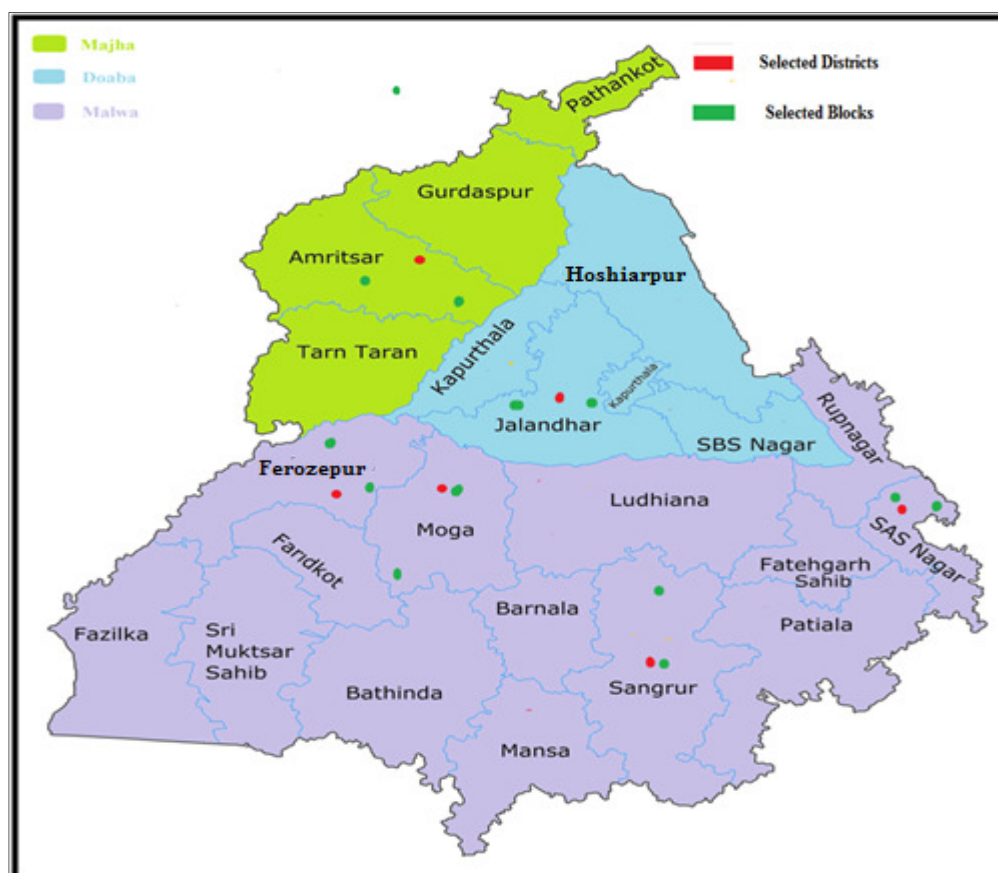 Majha
Doaba
Malwa
Selected Districts
Selected Blocks
Pathankot
Gurdaspur
Amritsar
Hoshiarpur
Tarn Taran
Kapurthala
Kapurthala
Jalandhar
SBS Nagar
Rupnagar
Ferozepur
Ludhiana
Moga
SAS Nagar
Faridkot
Fatehgarh
Sahib
Barnala
Patiala
Fazilka
Sri
Muktsar
Sahib
Bathinda
Sangrur
Mansa